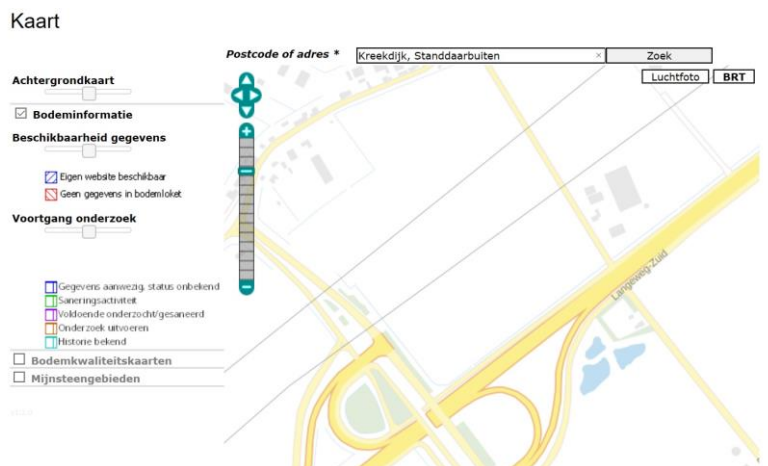 Kaart
Postcode of adres *
Kreekdijk, Standdaarbuiten
×
Zoek
Luchtfoto
BRT
Achtergrondkaart
Bodeminformatie
Beschikbaarheid gegevens
Eigen website beschikbaar
Geen gegevens in bodemloket
Voortgang onderzoek
Gegevens aanwezig, status onbekend
Saneringsactiviteit
Voldoende onderzocht/gesaneerd
Onderzoek uitvoeren
Historie bekend
Bodemkwaliteitskaarten
Mijnsteengebieden
Langeweg-Zuid